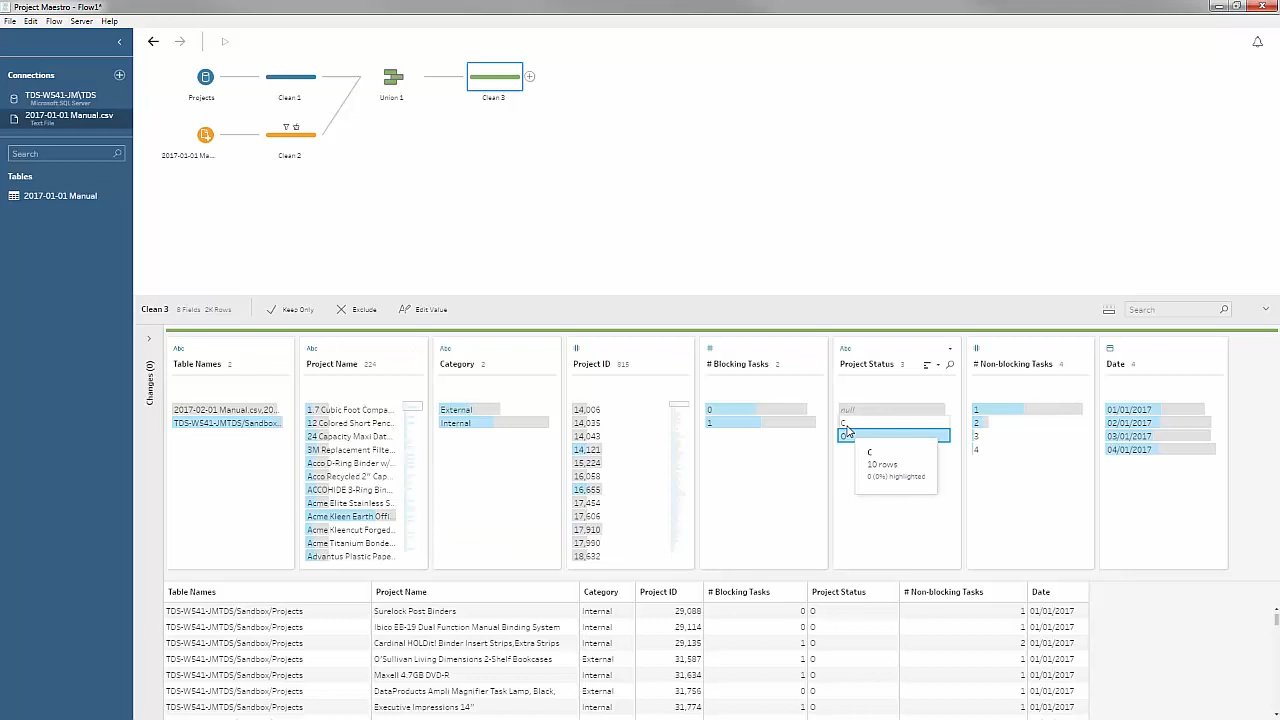 Project Maestro - Flow1*
File Edit Flow Server Help
Connections
TDS-W541-JM\TDS
Microsoft SQL Server
2017-01-01 Manual.csv
Text File
Search
Tables
2017-01-01 Manual
Projects
Clean 1
Union 1
Clean 3
2017-01-01 Ma...
Clean 2
Clean 3 8 Fields 2K Rows Keep Only Exclude Edit Value Search
Changes (0)
Abc
Table Names 2
2017-02-01 Manual.csv,20...
TDS-W541-JMTDS/Sandbox...
Abc
Project Name 224
1.7 Cubic Foot Compa...
12 Colored Short Penc...
24 Capacity Maxi Dat...
3M Replacement Filte...
Acco D-Ring Binder w/...
Acco Recycled 2" Cap...
ACCOHIDE 3-Ring Bin...
Acme Elite Stainless S...
Acme Kleen Earth Offi...
Acme Kleencut Forged...
Acme Titanium Bonde...
Advantus Plastic Pape...
Abc
Category 2
External
Internal
Project ID 815
14,006
14,035
14,043
14,121
15,224
16,058
16,655
17,454
17,606
17,910
17,990
18,632
# Blocking Tasks 2
0
1
Abc
Project Status 3
null
C
O
C
10 rows
0 (0%) highlighted
# Non-blocking Tasks 4
1
2
3
4
Date 4
01/01/2017
02/01/2017
03/01/2017
04/01/2017
Table Names Project Name Category Project ID # Blocking Tasks Project Status # Non-blocking Tasks Date
TDS-W541-JMTDS/Sandbox/Projects Surelock Post Binders Internal 29,088 0 O 1 01/01/2017
TDS-W541-JMTDS/Sandbox/Projects Ibico EB-19 Dual Function Manual Binding System Internal 29,114 0 O 1 01/01/2017
TDS-W541-JMTDS/Sandbox/Projects Cardinal HOLDit! Binder Insert Strips,Extra Strips Internal 29,135 1 O 2 01/01/2017
TDS-W541-JMTDS/Sandbox/Projects O'Sullivan Living Dimensions 2-Shelf Bookcases External 31,587 1 O 1 01/01/2017
TDS-W541-JMTDS/Sandbox/Projects Maxell 4.7GB DVD-R Internal 31,634 1 O 1 01/01/2017
TDS-W541-JMTDS/Sandbox/Projects DataProducts Ampli Magnifier Task Lamp, Black, External 31,756 0 O 1 01/01/2017
TDS-W541-JMTDS/Sandbox/Projects Executive Impressions 14" Internal 31,774 1 O 1 01/01/2017